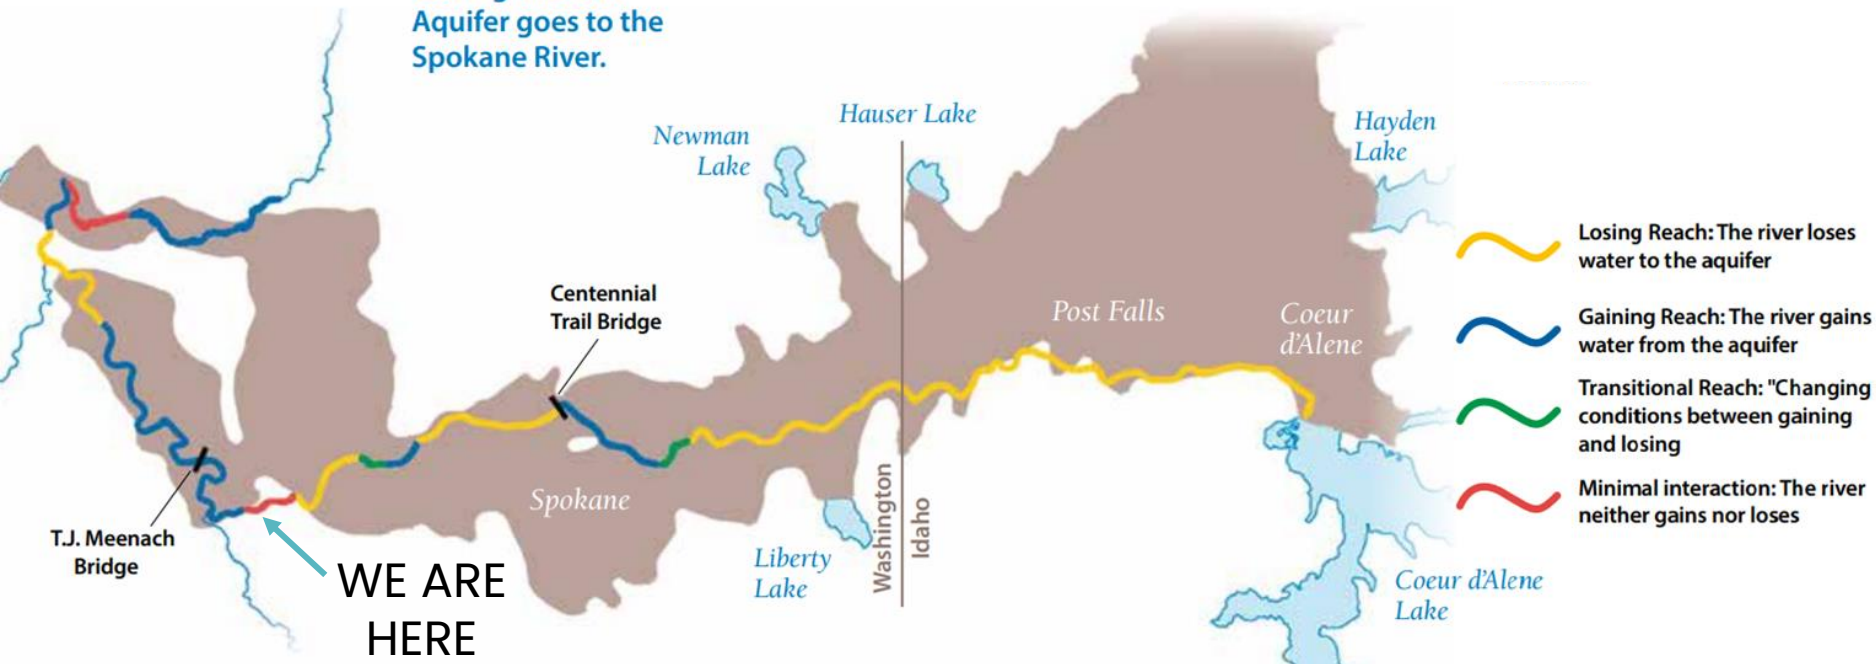 Aquifer goes to the
Spokane River.
Hauser Lake
Newman
Lake
Hayden
Lake
Centennial
Trail Bridge
Post Falls
Coeur
d'Alene
Spokane
T.J. Meenach
Bridge
WE ARE
HERE
Liberty
Lake
Washington
Idaho
Coeur d'Alene
Lake
Losing Reach: The river loses
water to the aquifer
Gaining Reach: The river gains
water from the aquifer
Transitional Reach: "Changing
conditions between gaining
and losing
Minimal interaction: The river
neither gains nor loses